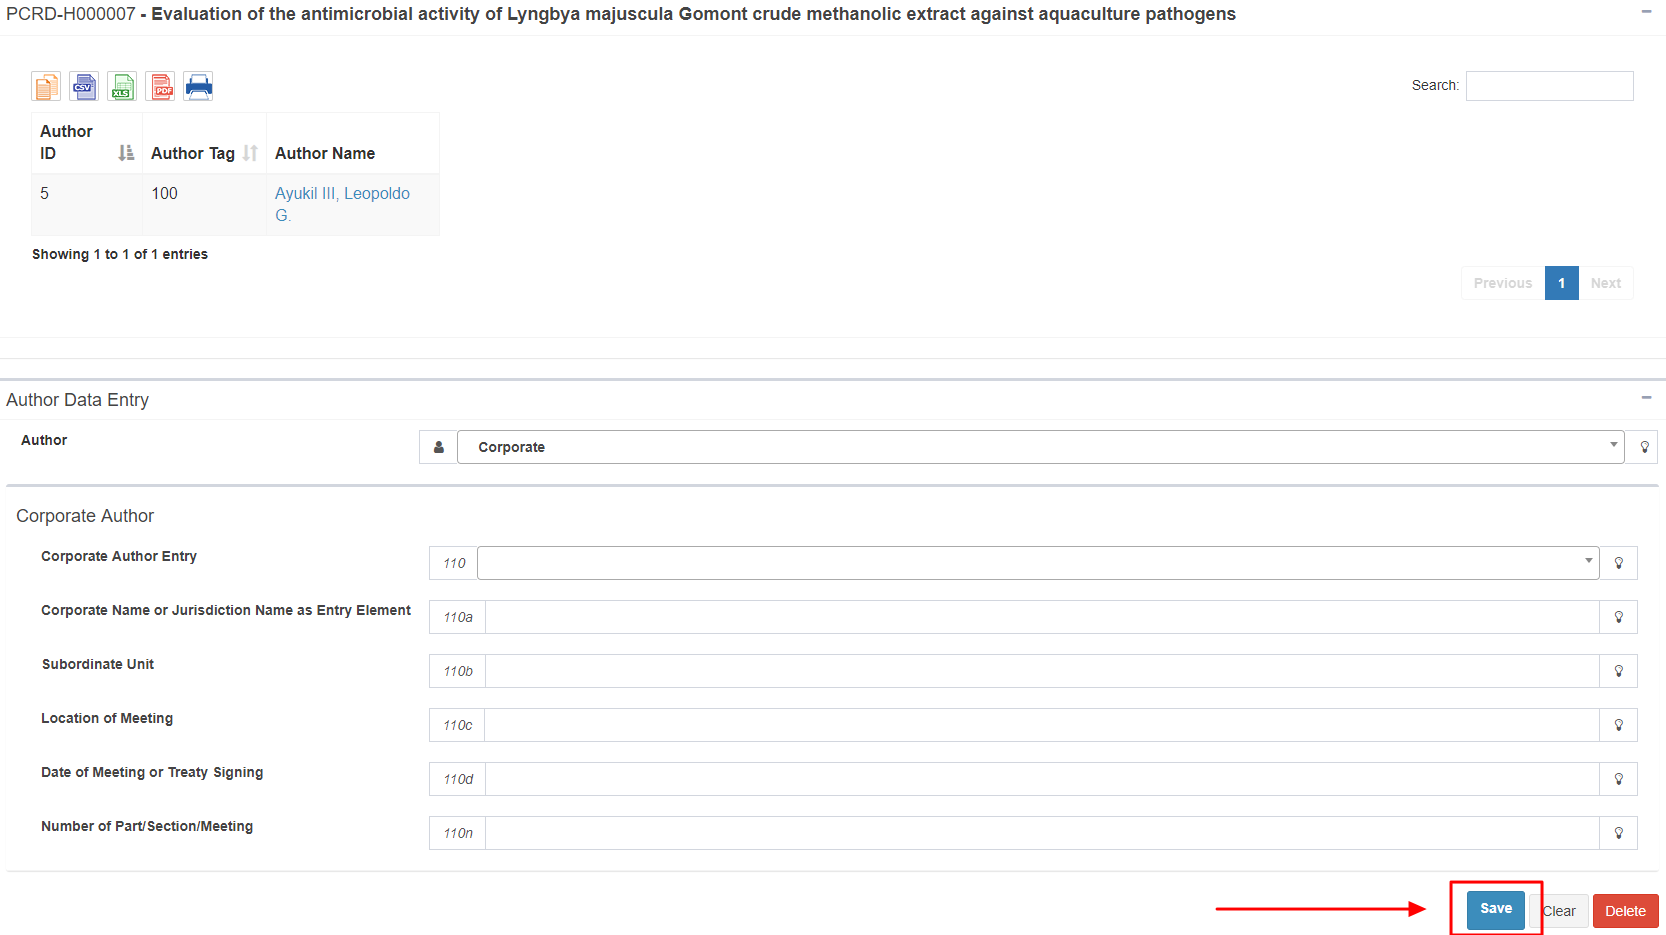 PCRD-H000007 - Evaluation of the antimicrobial activity of Lyngbya majuscula Gomont crude methanolic extract against aquaculture pathogens
CSV
XLS
PDF
Search:
Author ID
Author Tag
Author Name
5
100
Ayukil III, Leopoldo
G.
Showing 1 to 1 of 1 entries
Previous
1
Next
Author Data Entry
Author
Corporate
Corporate Author
Corporate Author Entry
110
Corporate Name or Jurisdiction Name as Entry Element
110a
Subordinate Unit
110b
Location of Meeting
110c
Date of Meeting or Treaty Signing
110d
Number of Part/Section/Meeting
110n
Save
Clear
Delete